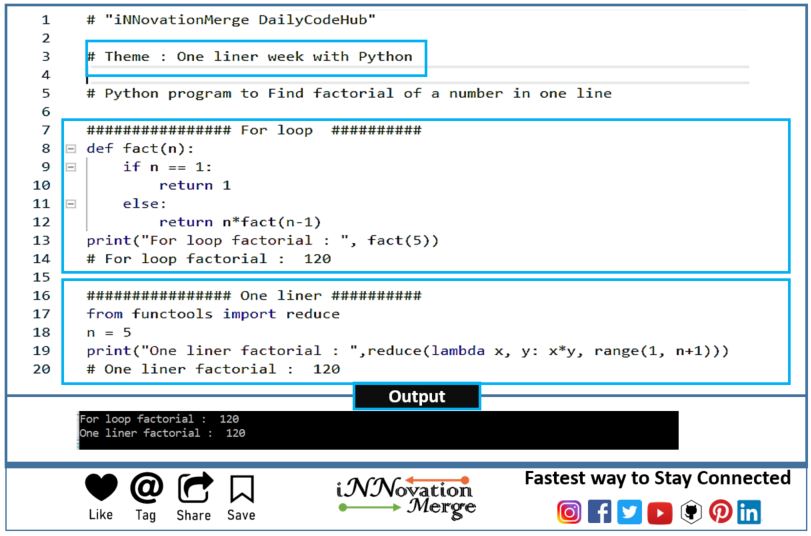 1 # "iNNovationMerge DailyCodeHub"
2
3 # Theme : One liner week with Python
4
5 # Python program to Find factorial of a number in one line
6
7 ################ For loop ##########
8 def fact(n):
9     if n == 1:
10         return 1
11     else:
12         return n*fact(n-1)
13 print("For loop factorial : ", fact(5))
14 # For loop factorial :  120
15
16 ################ One liner ##########
17 from functools import reduce
18 n = 5
19 print("One liner factorial : ",reduce(lambda x, y: x*y, range(1, n+1)))
20 # One liner factorial :  120
Output
For loop factorial :  120
One liner factorial :  120
Like Tag Share Save
iNNovation
Merge
Fastest way to Stay Connected